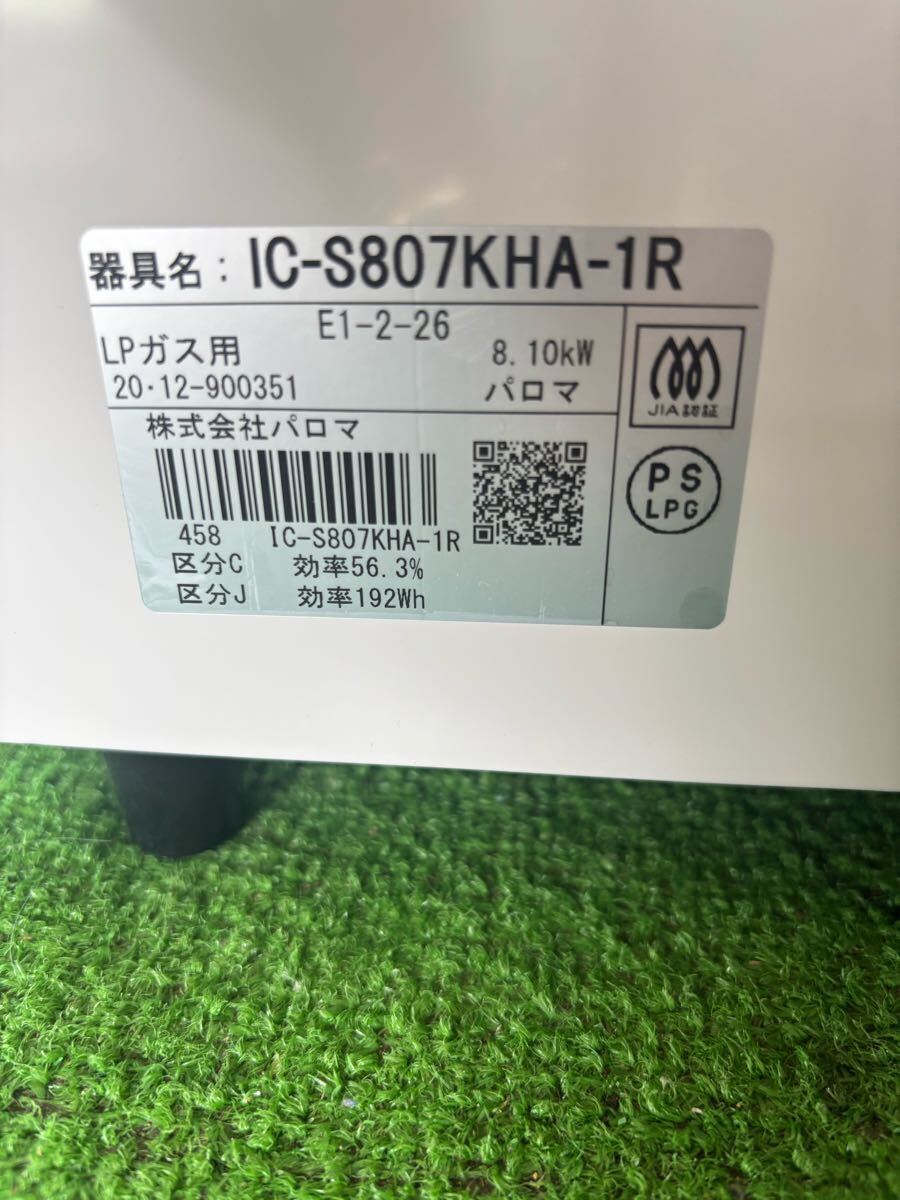 器具名：IC-S807KHA-1R
E1-2-26
LPガス用 8.10kW
20・12-900351 パロマ
JIA認証
株式会社パロマ
PS
LPG
458 IC-S807KHA-1R
区分C 効率56.3%
区分J 効率192Wh